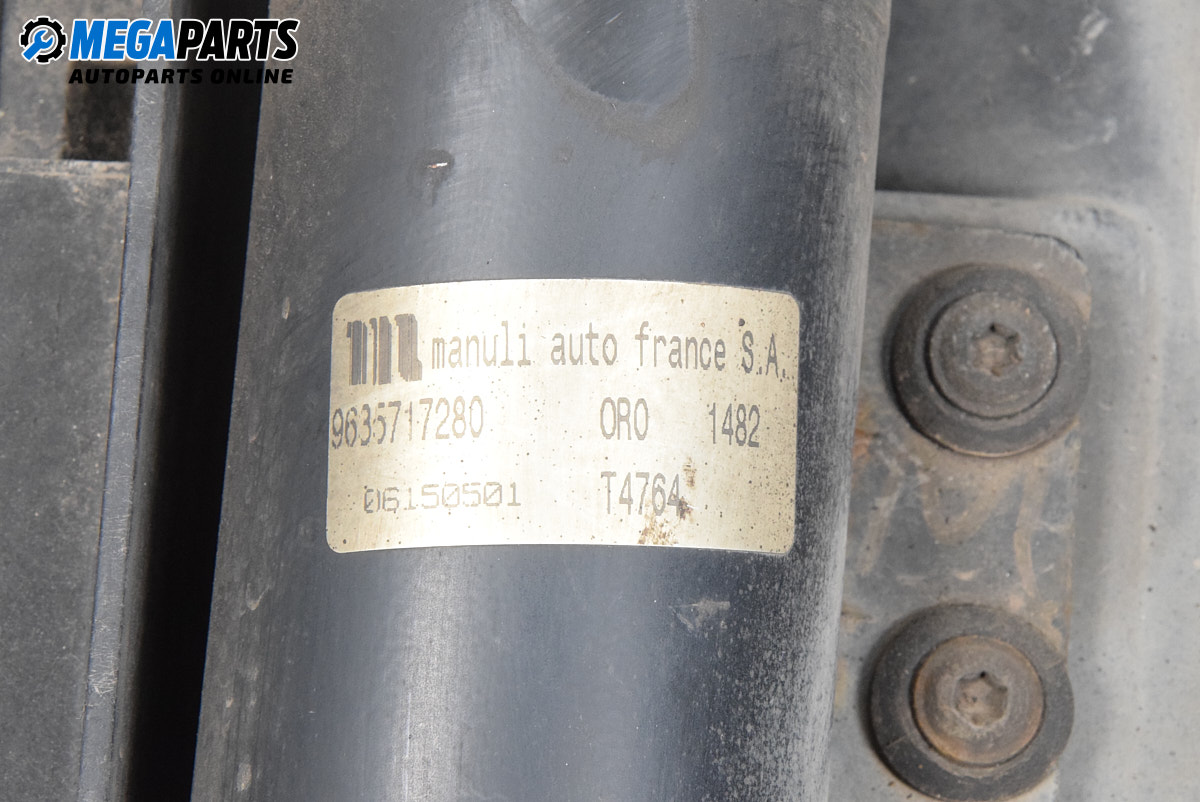 MEGAPARTS
AUTOPARTS ONLINE
manuli auto france S.A.
9635717280 ORO 1482
06150501 T4764